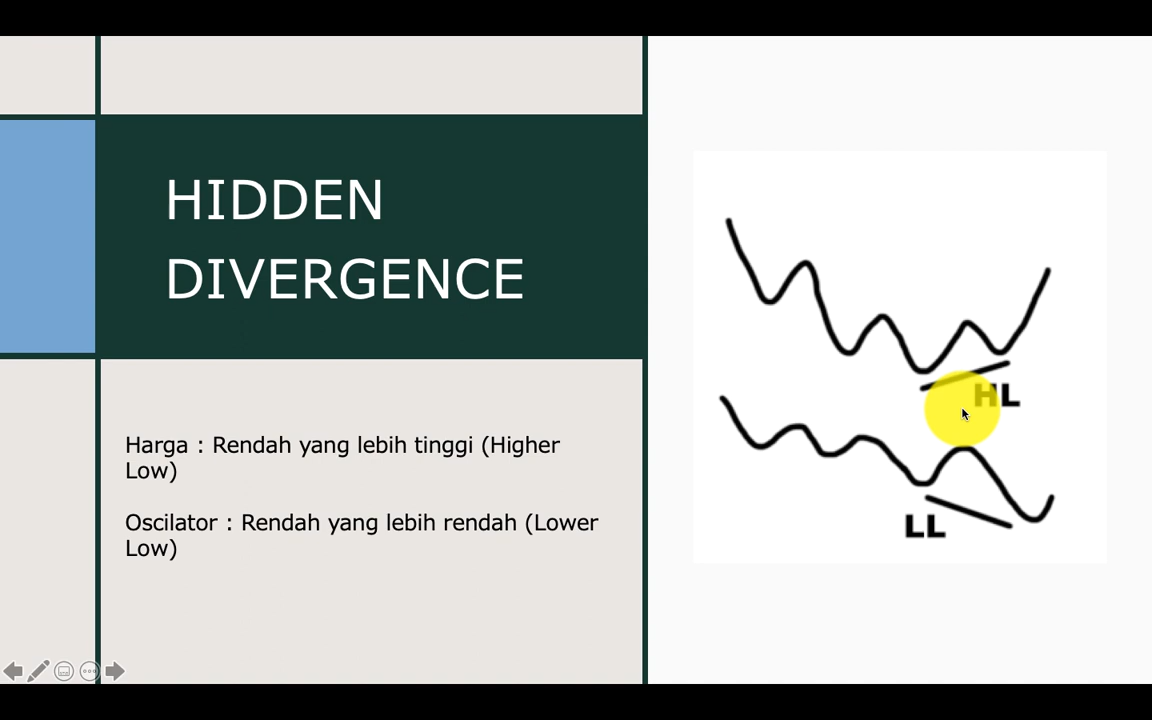 HIDDEN
DIVERGENCE
Harga : Rendah yang lebih tinggi (Higher
Low)
Oscilator : Rendah yang lebih rendah (Lower
Low)
HL
LL